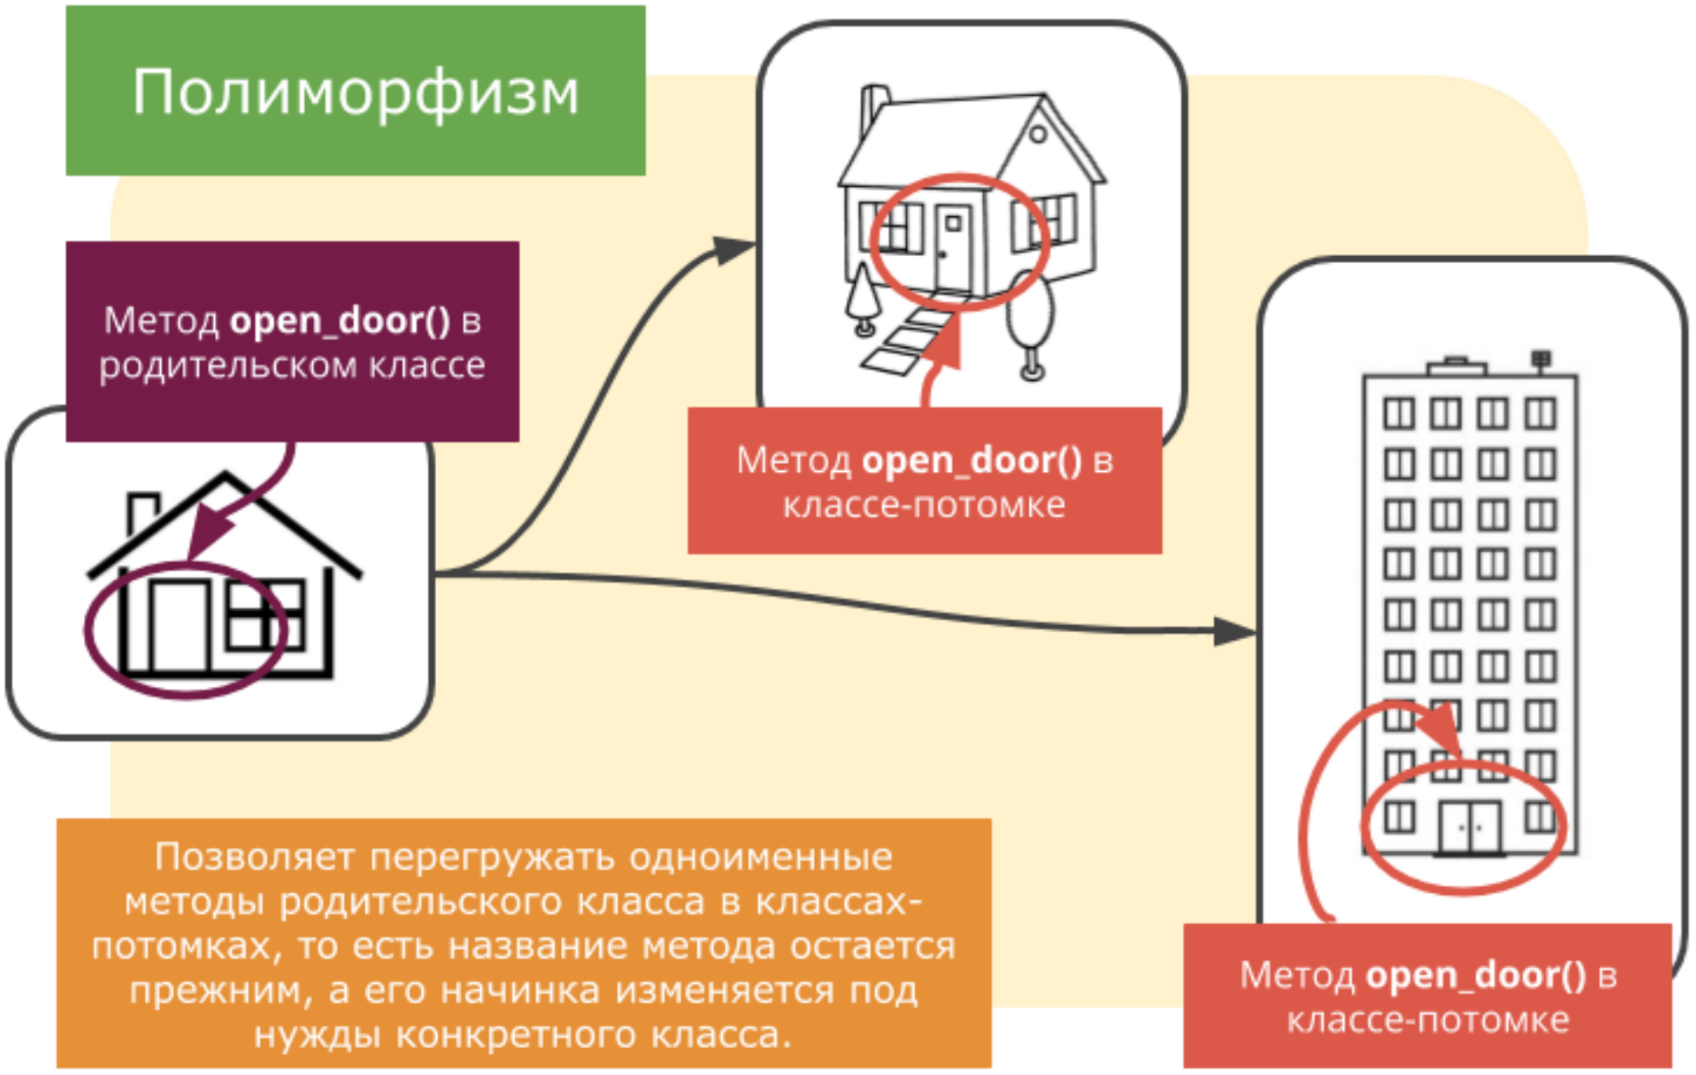 Полиморфизм
Метод open_door() в
родительском классе
Метод open_door() в
классе-потомке
Позволяет перегружать одноименные
методы родительского класса в классах-
потомках, то есть название метода остается
прежним, а его начинка изменяется под
нужды конкретного класса.
Метод open_door() в
классе-потомке